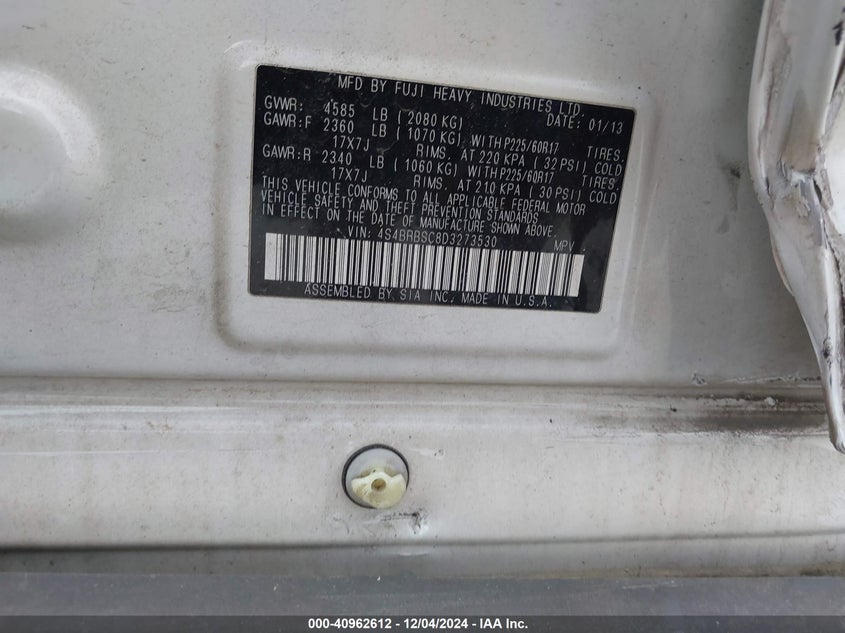 MFD BY FUJI HEAVY INDUSTRIES LTD.
GVWR: 4585 LB (2080 KG) DATE: 01/13
GAWR:F 2360 LB (1070 KG) WITH P225/60R17 TIRES.
17X7J RIMS. AT 220 KPA (32 PSI) COLD
GAWR:R 2340 LB (1060 KG) WITH P225/60R17 TIRES.
17X7J RIMS. AT 210 KPA (30 PSI) COLD
THIS VEHICLE CONFORMS TO ALL APPLICABLE FEDERAL MOTOR
VEHICLE SAFETY AND THEFT PREVENTION STANDARDS
IN EFFECT ON THE DATE OF MANUFACTURE SHOWN ABOVE.
VIN: 4S4BRBSC8D3273530 MPV
ASSEMBLED BY SIA INC. MADE IN U.S.A.
000-40962612 - 12/04/2024 - IAA Inc.